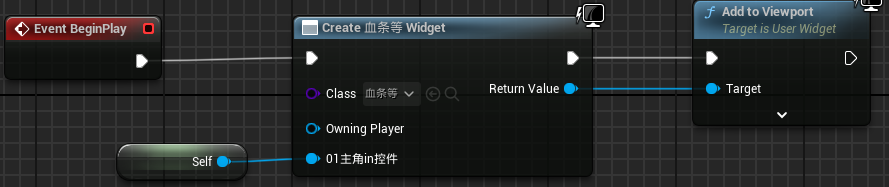 Event BeginPlay
Create 血条等 Widget
Class 血条等
Return Value
Owning Player
Self
01主角in控件
f Add to Viewport
Target is User Widget
Target